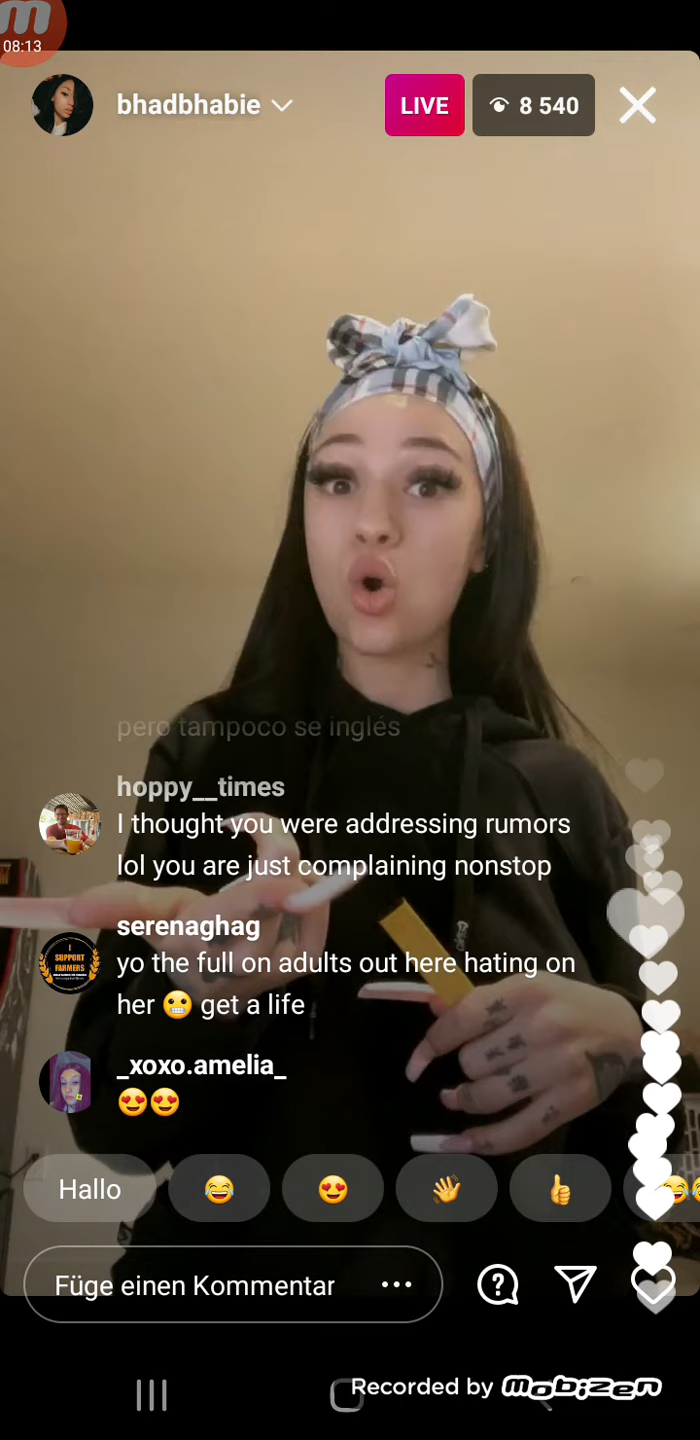 08:13
bhadbhabie
LIVE
8 540
pero tampoco se inglés
hoppy__times
I thought you were addressing rumors
lol you are just complaining nonstop
I
SUPPORT
FARMERS
serenaghag
yo the full on adults out here hating on
her 😬 get a life
_xoxo.amelia_
😍😍
Hallo 😂 😍 👋 👍 😂
Füge einen Kommentar ...
Recorded by mobizen